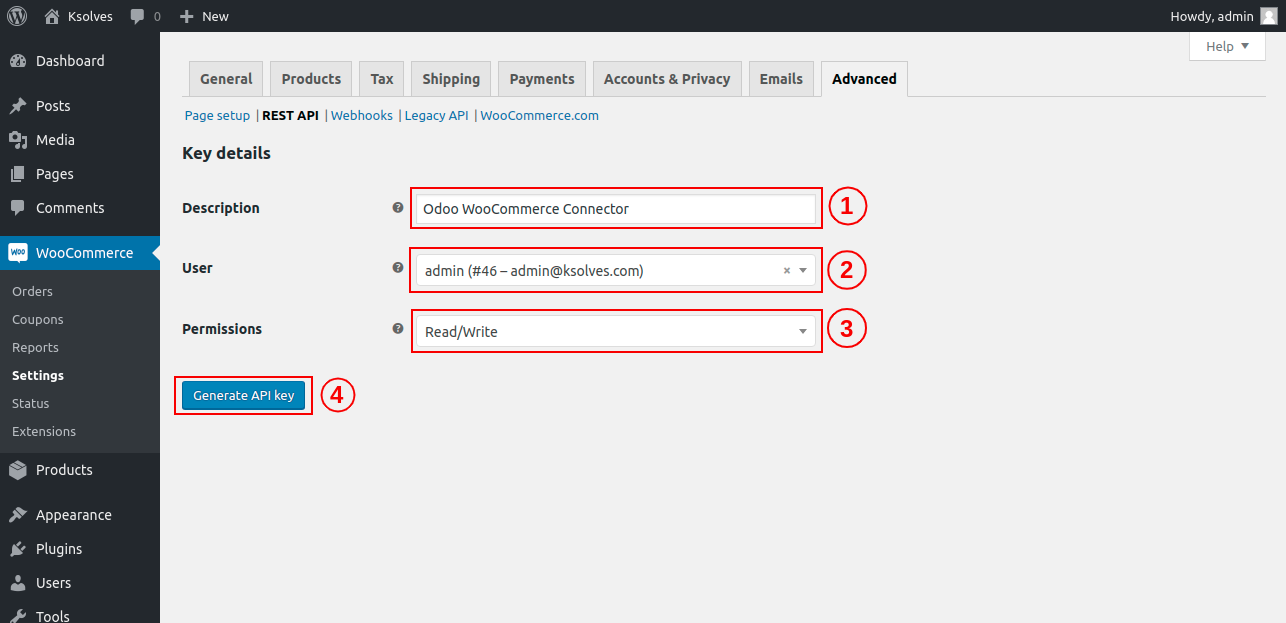 Ksolves 0 New Howdy, admin
Help
Dashboard
Posts
Media
Pages
Comments
WooCommerce
Orders
Coupons
Reports
Settings
Status
Extensions
Products
Appearance
Plugins
Users
Tools
General Products Tax Shipping Payments Accounts & Privacy Emails Advanced
Page setup | REST API | Webhooks | Legacy API | WooCommerce.com
Key details
Description ? Odoo WooCommerce Connector 1
User ? admin (#46 – admin@ksolves.com) × 2
Permissions ? Read/Write 3
Generate API key 4